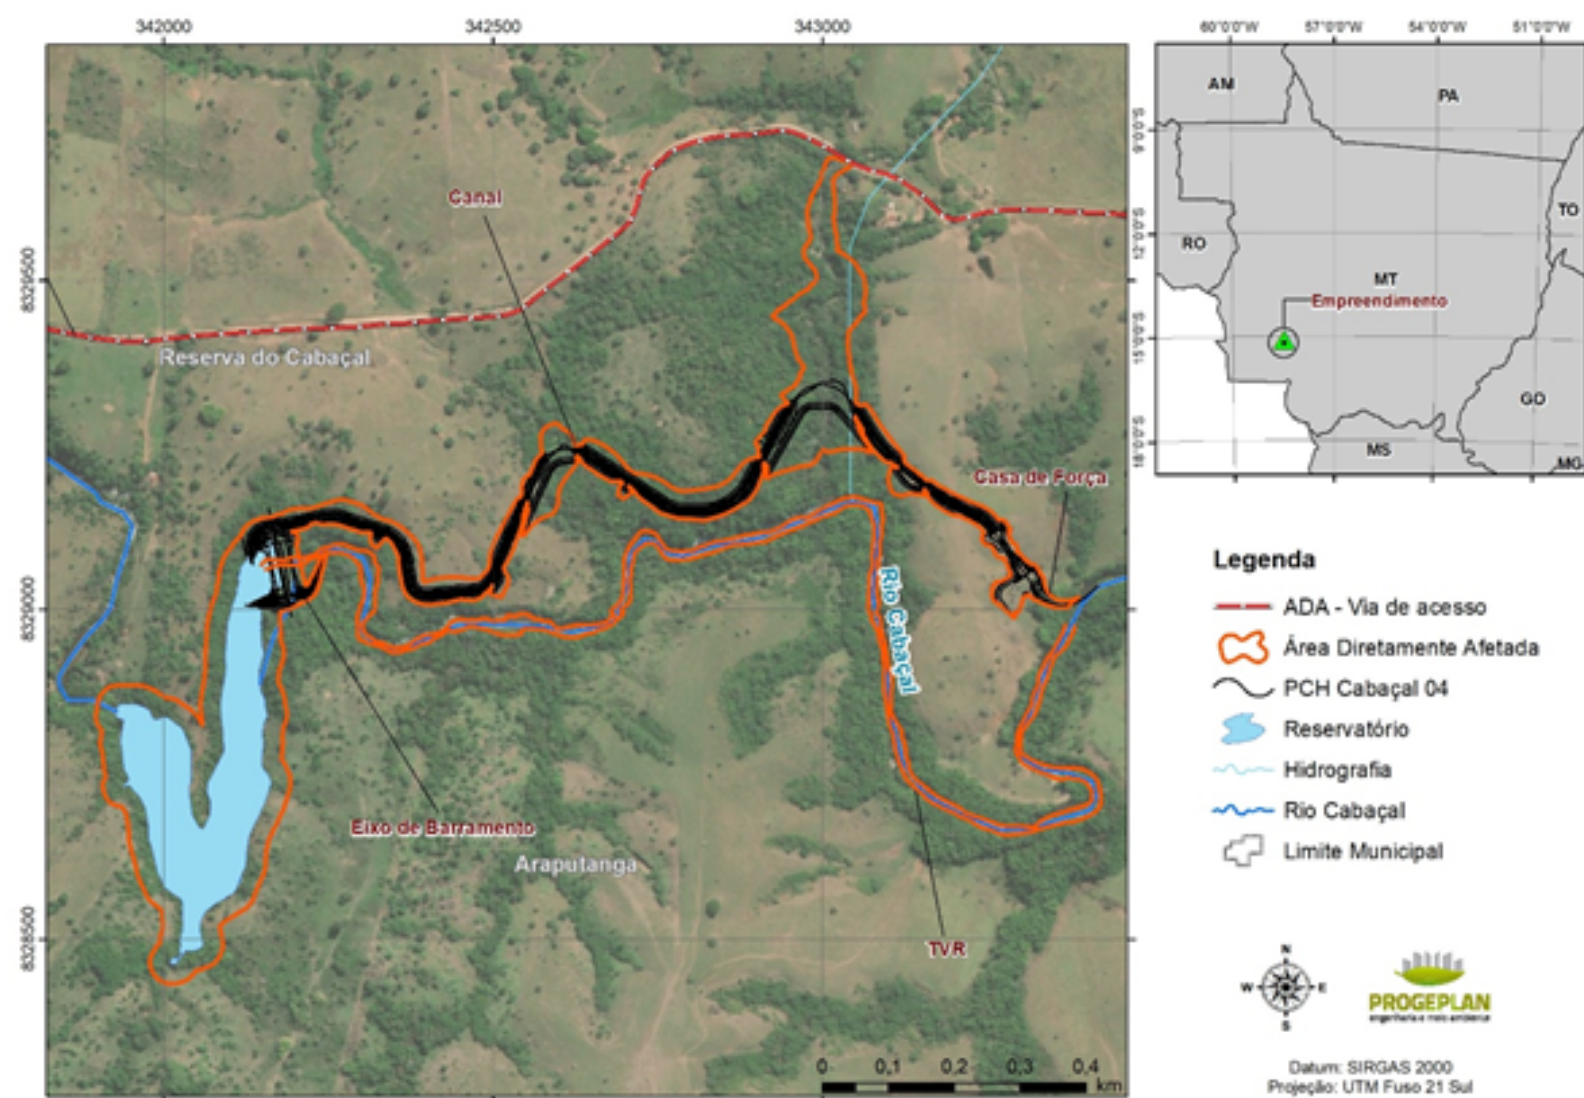 342000
342500
343000
8329500
8329000
8328500
Canal
Reserva do Cabaçal
Casa de Força
Rio Cabaçal
Eixo de Barramento
Araputanga
TVR
0 0,1 0,2 0,3 0,4
km
60°0'0"W
57°0'0"W
54°0'0"W
51°0'0"W
9°0'0"S
12°0'0"S
15°0'0"S
18°0'0"S
AM
PA
TO
RO
MT
Empreendimento
GO
MS
MG
Legenda
ADA - Via de acesso
Área Diretamente Afetada
PCH Cabaçal 04
Reservatório
Hidrografia
Rio Cabaçal
Limite Municipal
N
W E
S
PROGEPLAN
engenharia e meio ambiente
Datum: SIRGAS 2000
Projeção: UTM Fuso 21 Sul